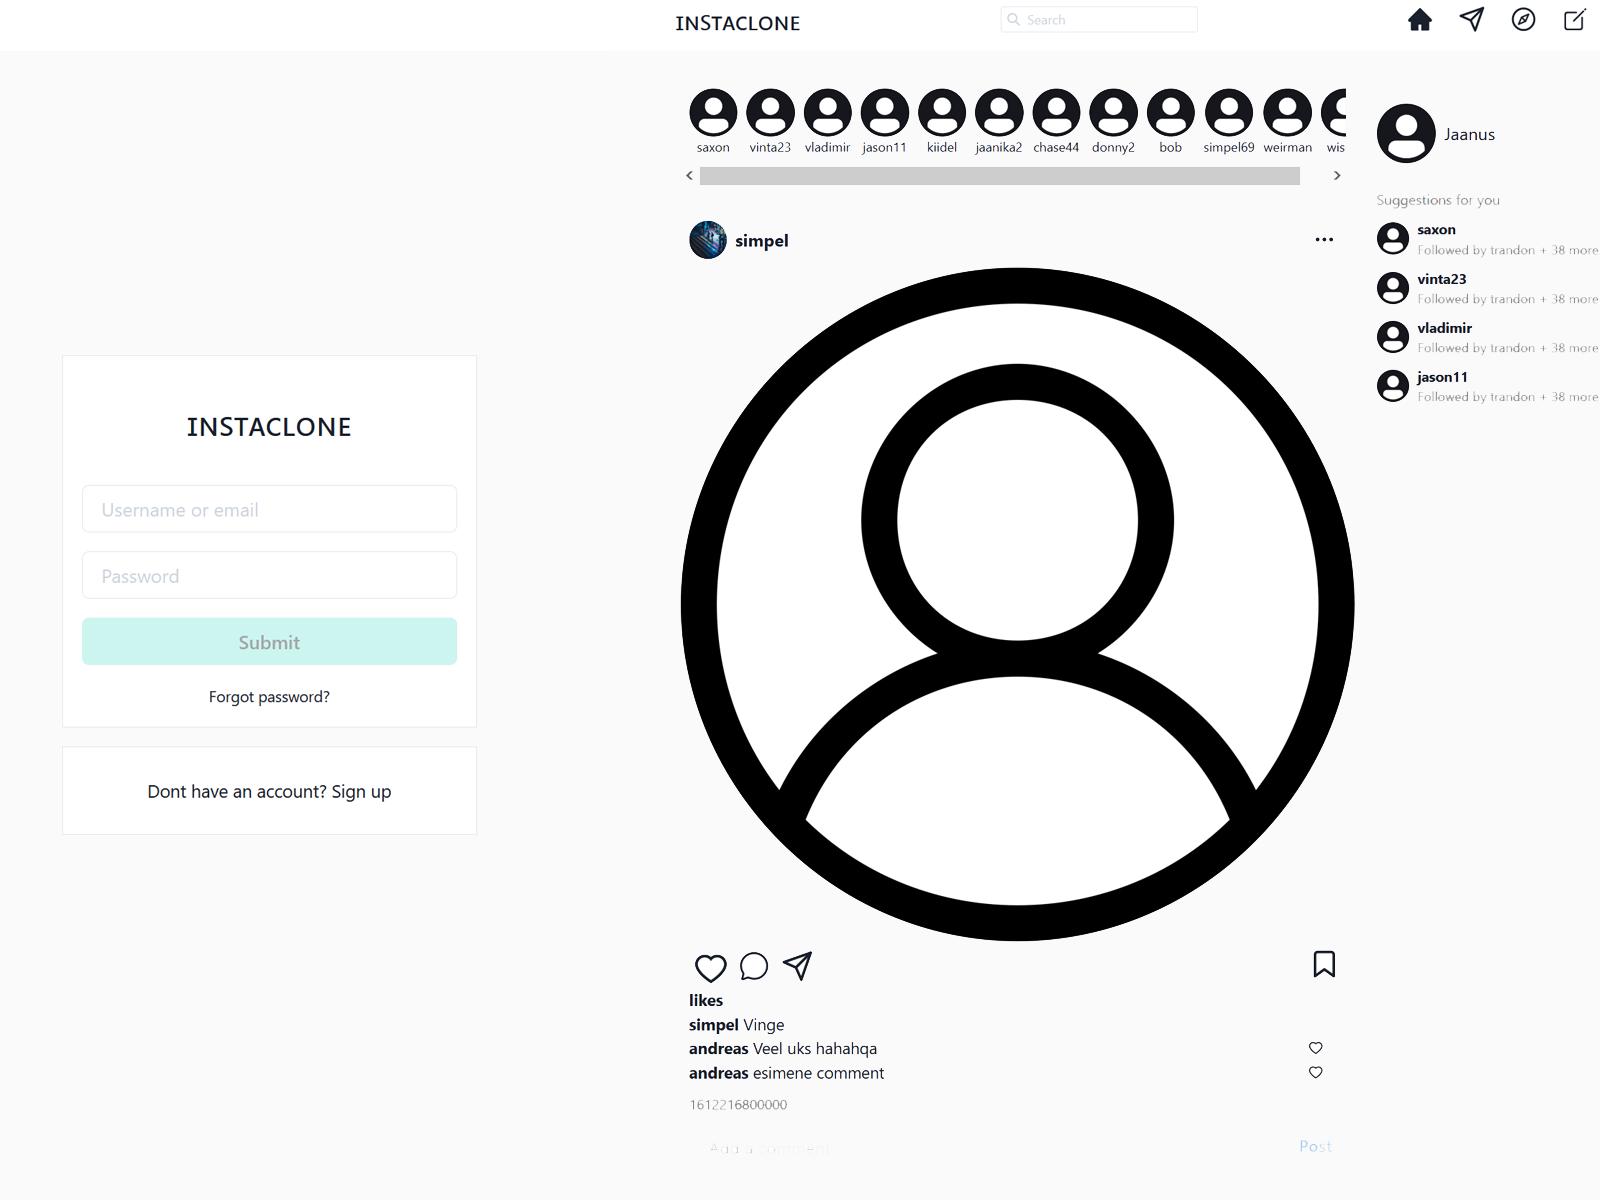 INSTACLONE
Search
saxon vinta23 vladimir jason11 kiidel jaanika2 chase44 donny2 bob simpel69 weirman wis
Jaanus
Suggestions for you
saxon
Followed by trandon + 38 more
vinta23
Followed by trandon + 38 more
vladimir
Followed by trandon + 38 more
jason11
Followed by trandon + 38 more
simpel
INSTACLONE
Username or email
Password
Submit
Forgot password?
Dont have an account? Sign up
likes
simpel Vinge
andreas Veel uks hahahqa
andreas esimene comment
1612216800000
Add a comment
Post